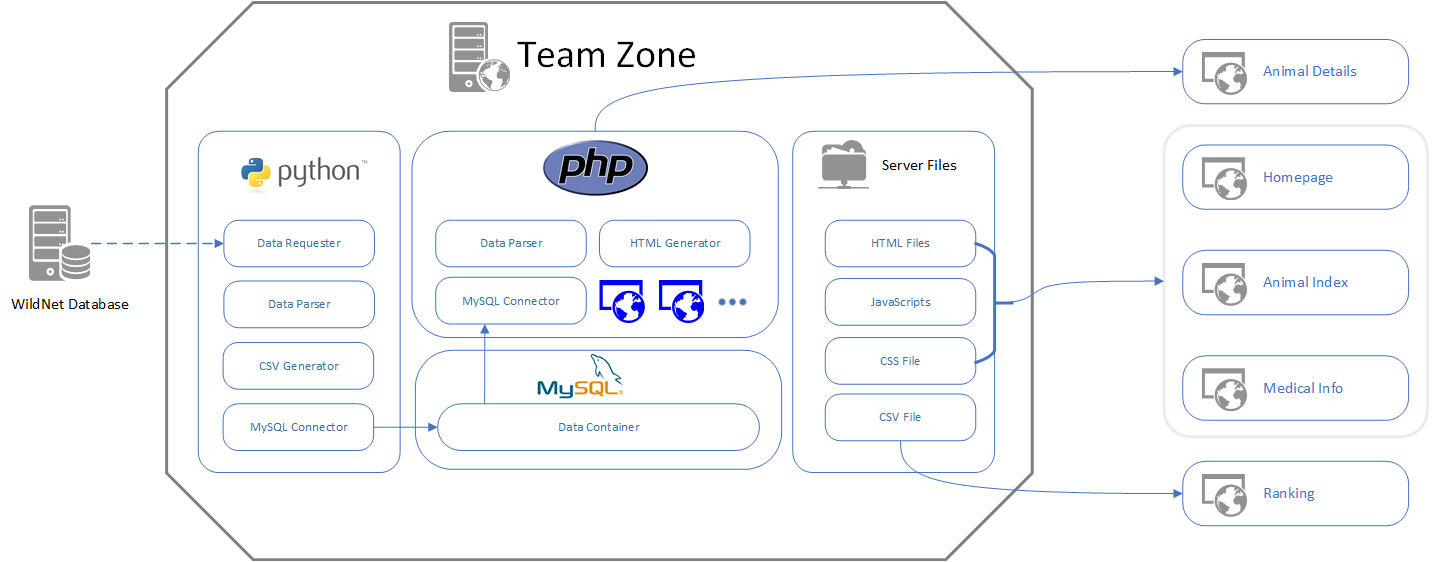 Team Zone
WildNet Database
python™
Data Requester
Data Parser
CSV Generator
MySQL Connector
php
Data Parser
HTML Generator
MySQL Connector
MySQL®
Data Container
Server Files
HTML Files
JavaScripts
CSS File
CSV File
Animal Details
Homepage
Animal Index
Medical Info
Ranking